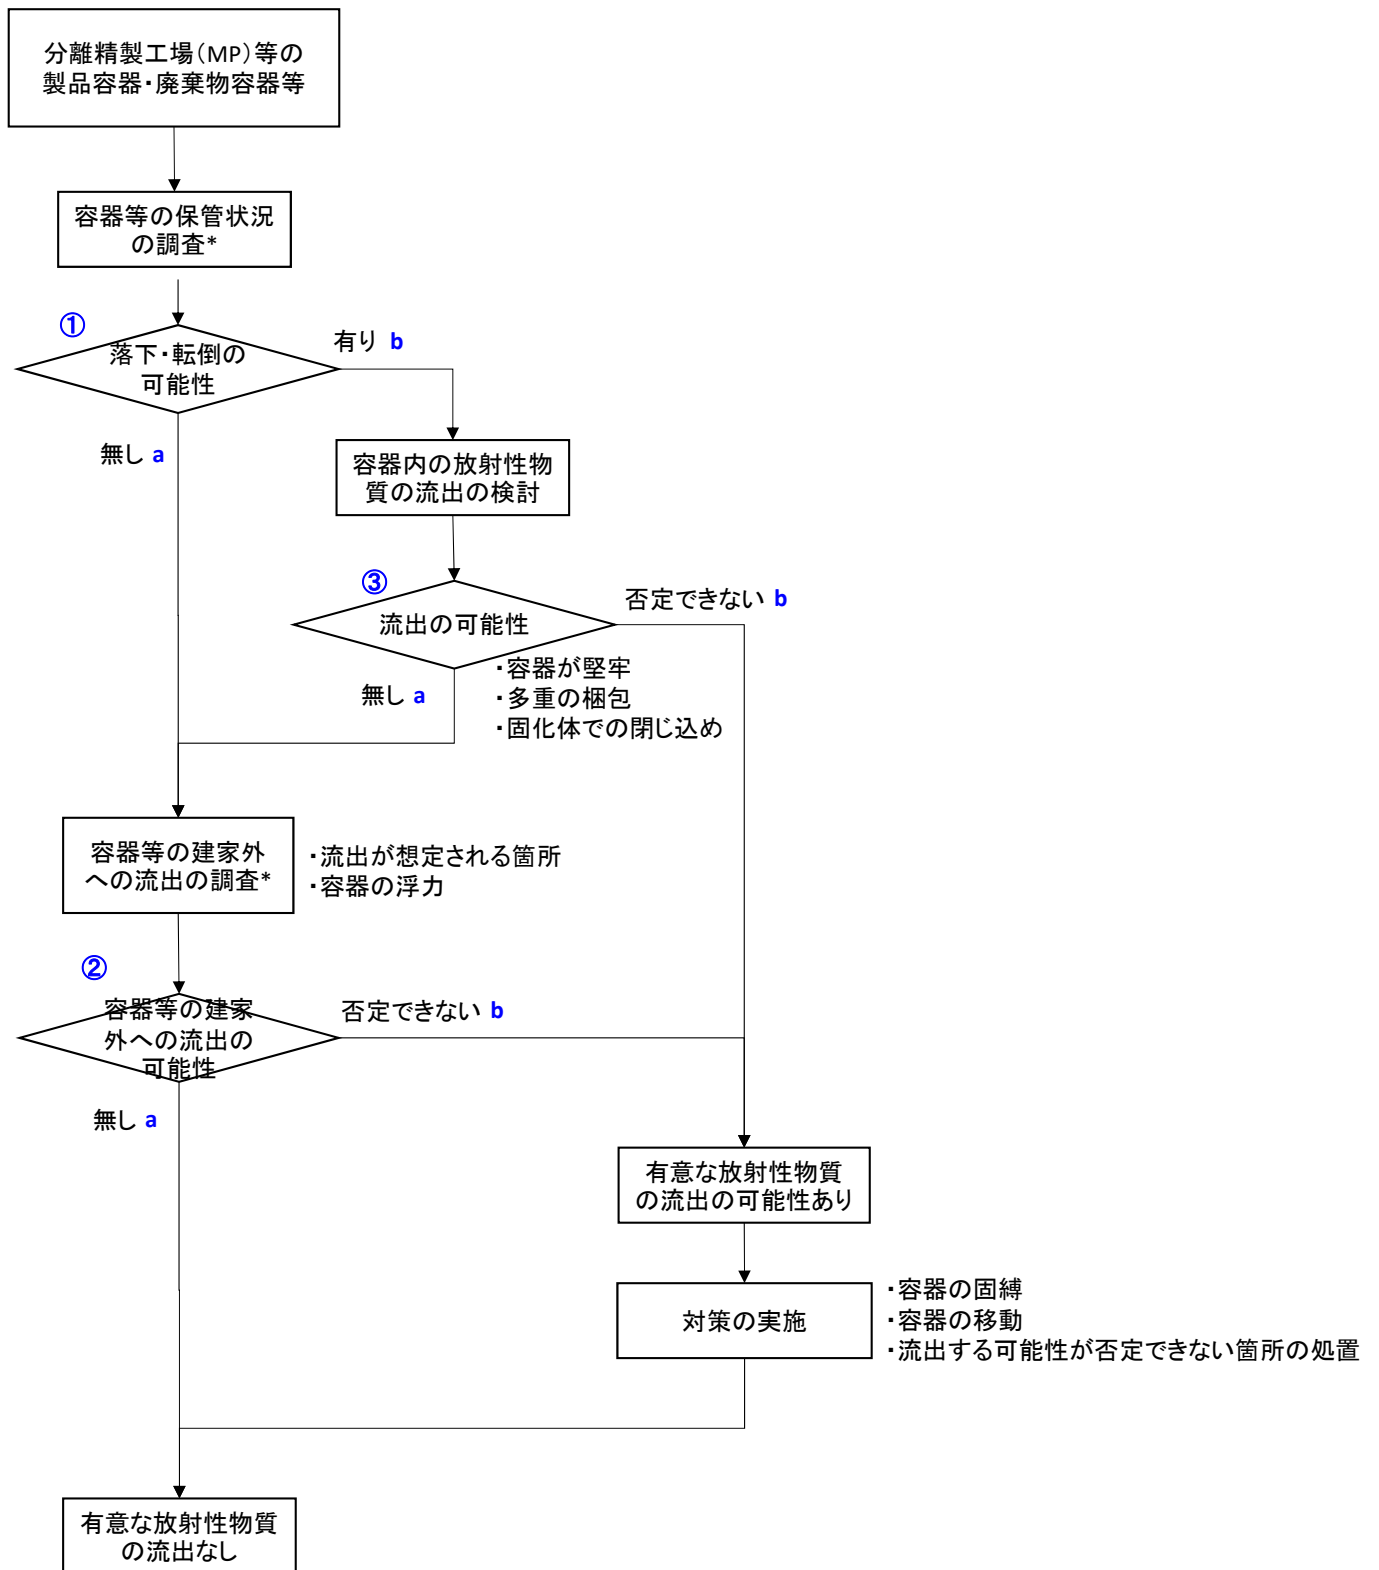 分離精製工場(MP)等の
製品容器・廃棄物容器等
容器等の保管状況
の調査*
①
落下・転倒の
可能性
有り b
無し a
容器内の放射性物
質の流出の検討
③
流出の可能性
否定できない b
無し a
・容器が堅牢
・多重の梱包
・固化体での閉じ込め
容器等の建家外
への流出の調査*
・流出が想定される箇所
・容器の浮力
②
容器等の建家
外への流出の
可能性
否定できない b
無し a
有意な放射性物質
の流出の可能性あり
対策の実施
・容器の固縛
・容器の移動
・流出する可能性が否定できない箇所の処置
有意な放射性物質
の流出なし